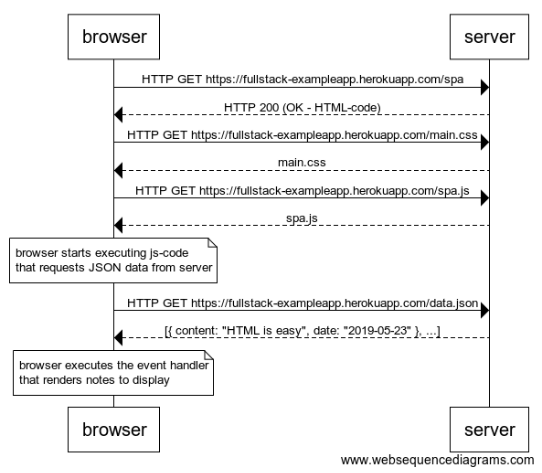 browser
server
HTTP GET https://fullstack-exampleapp.herokuapp.com/spa
HTTP 200 (OK - HTML-code)
HTTP GET https://fullstack-exampleapp.herokuapp.com/main.css
main.css
HTTP GET https://fullstack-exampleapp.herokuapp.com/spa.js
spa.js
browser starts executing js-code
that requests JSON data from server
HTTP GET https://fullstack-exampleapp.herokuapp.com/data.json
[{ content: "HTML is easy", date: "2019-05-23" }, ...]
browser executes the event handler
that renders notes to display
browser
server
www.websequencediagrams.com